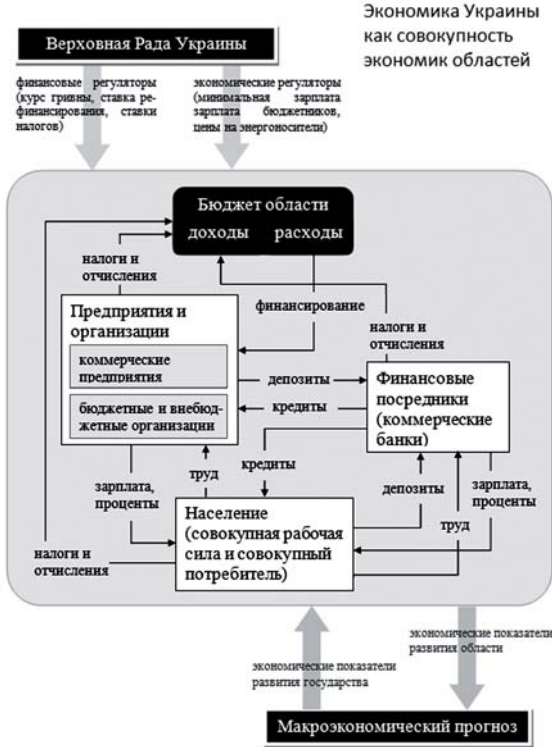 Экономика Украины
как совокупность
экономик областей
Верховная Рада Украины
финансовые регуляторы
(курс гривны, ставка ре-
финансирования, ставки
налогов)
экономические регуляторы
(минимальная зарплата
зарплата бюджетников,
цены на энергоносители)
Бюджет области
доходы расходы
налоги и
отчисления
финансирование
Предприятия и
организации
коммерческие
предприятия
бюджетные и внебюд-
жетные организации
налоги и
отчисления
депозиты
кредиты
Финансовые
посредники
(коммерческие
банки)
зарплата,
проценты
труд
кредиты
депозиты
зарплата,
проценты
труд
Население
(совокупная рабочая
сила и совокупный
потребитель)
налоги и
отчисления
экономические показатели
развития области
экономические показатели
развития государства
Макроэкономический прогноз